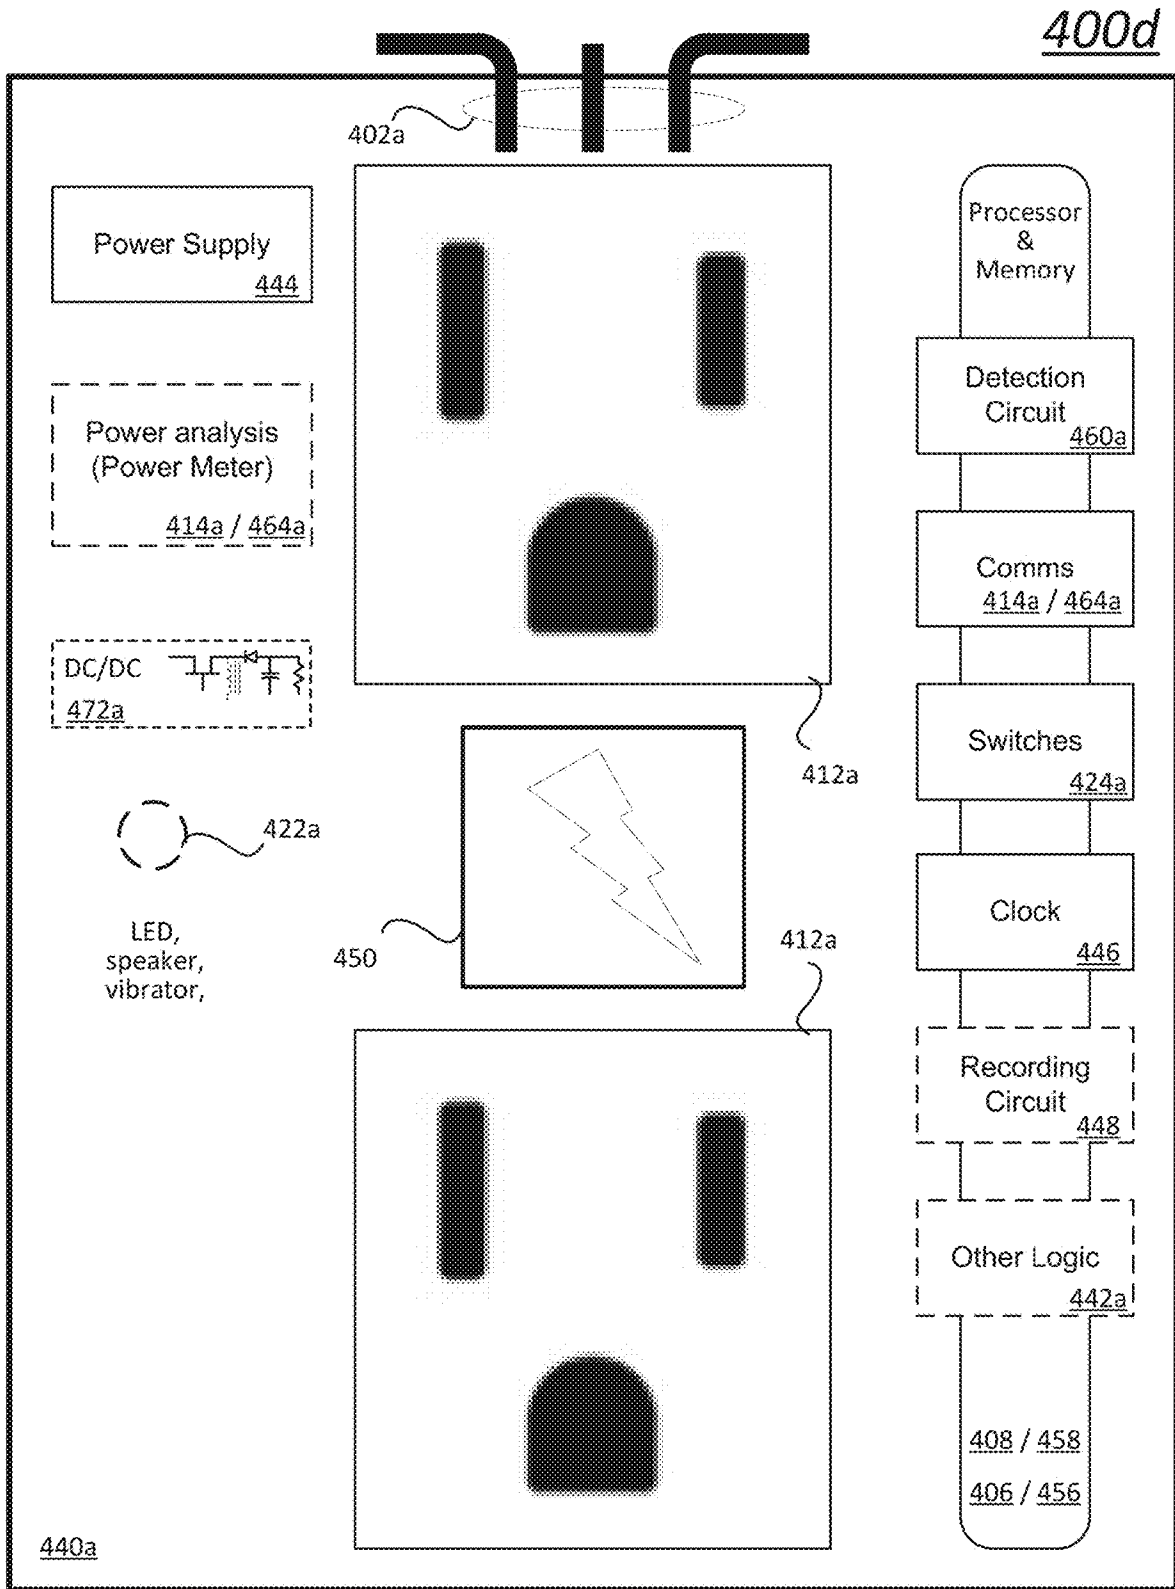 400d
402a
Power Supply
444
Power analysis
(Power Meter)
414a / 464a
DC/DC
472a
422a
LED,
speaker,
vibrator,
412a
450
412a
Processor
&
Memory
Detection
Circuit
460a
Comms
414a / 464a
Switches
424a
Clock
446
Recording
Circuit
448
Other Logic
442a
408 / 458
406 / 456
440a